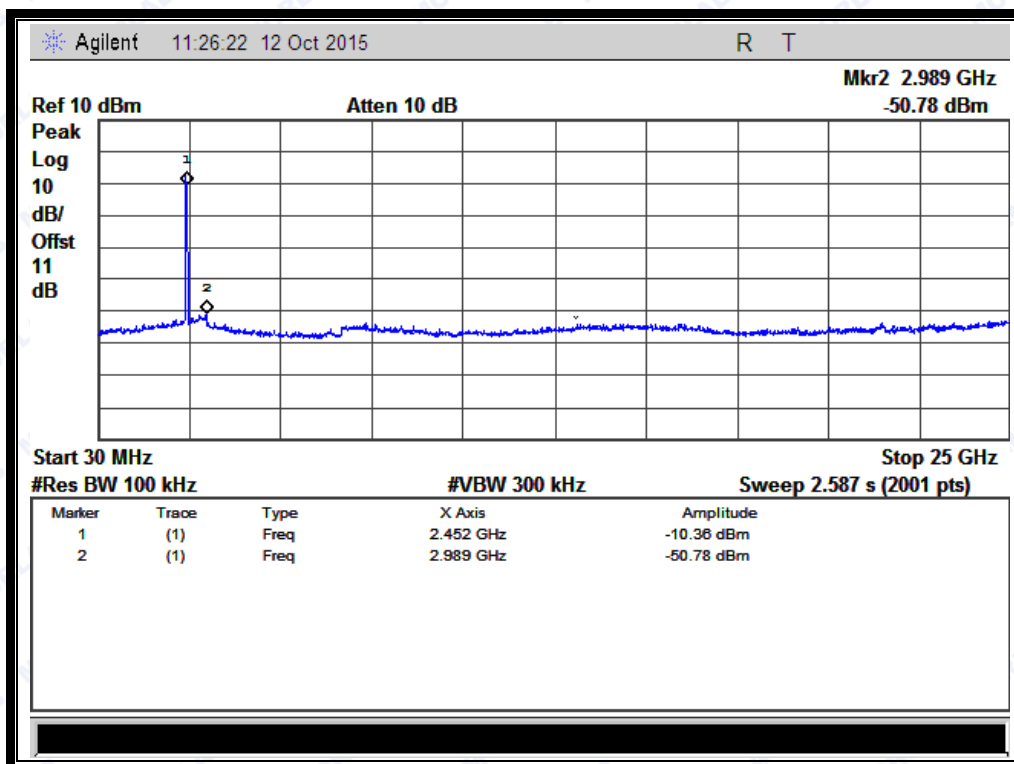 Agilent 11:26:22 12 Oct 2015 R T
Mkr2 2.989 GHz
Ref 10 dBm Atten 10 dB -50.78 dBm
Peak
Log
10
dB/
Offst
11
dB
1
2
Start 30 MHz Stop 25 GHz
#Res BW 100 kHz #VBW 300 kHz Sweep 2.587 s (2001 pts)
Marker Trace Type X Axis Amplitude
1 (1) Freq 2.452 GHz -10.36 dBm
2 (1) Freq 2.989 GHz -50.78 dBm